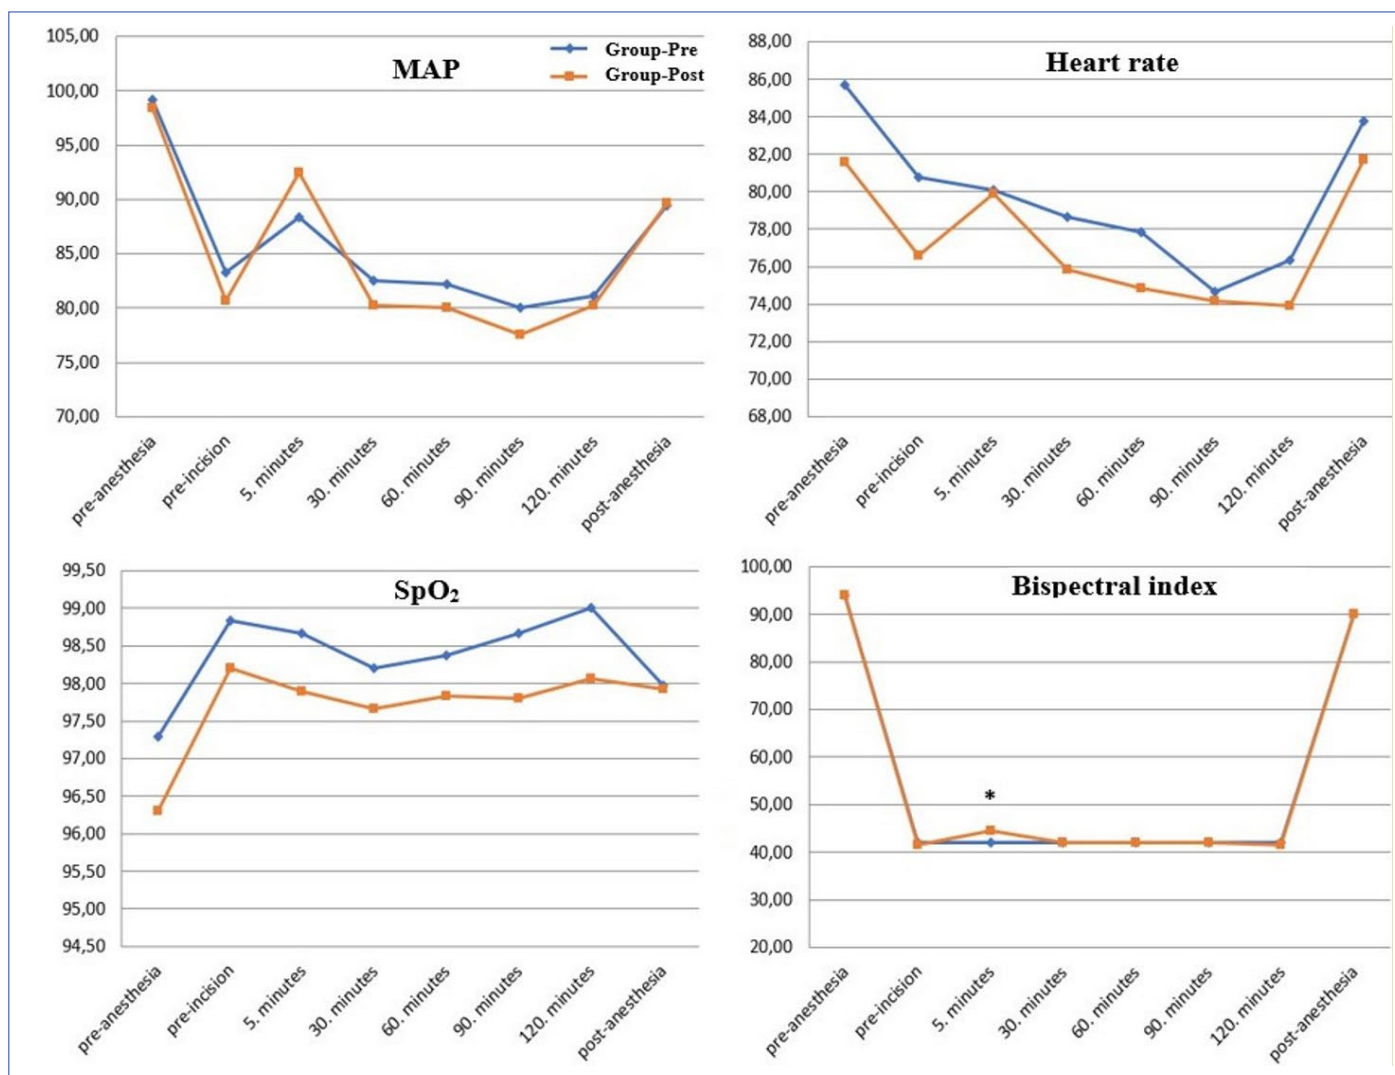 MAP
Group-Pre
Group-Post
105,00
100,00
95,00
90,00
85,00
80,00
75,00
70,00
pre-anesthesia
pre-incision
5. minutes
30. minutes
60. minutes
90. minutes
120. minutes
post-anesthesia
Heart rate
88,00
86,00
84,00
82,00
80,00
78,00
76,00
74,00
72,00
70,00
68,00
pre-anesthesia
pre-incision
5. minutes
30. minutes
60. minutes
90. minutes
120. minutes
post-anesthesia
SpO₂
99,50
99,00
98,50
98,00
97,50
97,00
96,50
96,00
95,50
95,00
94,50
pre-anesthesia
pre-incision
5. minutes
30. minutes
60. minutes
90. minutes
120. minutes
post-anesthesia
Bispectral index
100,00
90,00
80,00
70,00
60,00
50,00
40,00
30,00
20,00
*
pre-anesthesia
pre-incision
5. minutes
30. minutes
60. minutes
90. minutes
120. minutes
post-anesthesia